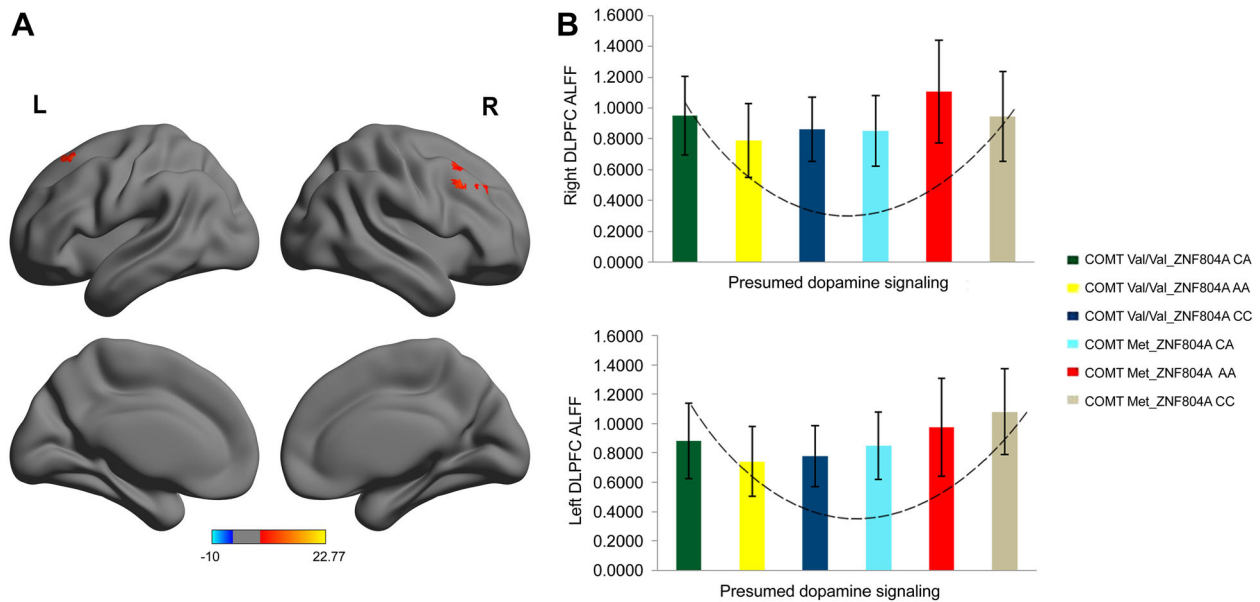 A
L
R
-10
22.77
B
1.6000
1.4000
1.2000
1.0000
0.8000
0.6000
0.4000
0.2000
0.0000
Right DLPFC ALFF
Presumed dopamine signaling
1.6000
1.4000
1.2000
1.0000
0.8000
0.6000
0.4000
0.2000
0.0000
Left DLPFC ALFF
Presumed dopamine signaling
COMT Val/Val_ZNF804A CA
COMT Val/Val_ZNF804A AA
COMT Val/Val_ZNF804A CC
COMT Met_ZNF804A CA
COMT Met_ZNF804A AA
COMT Met_ZNF804A CC